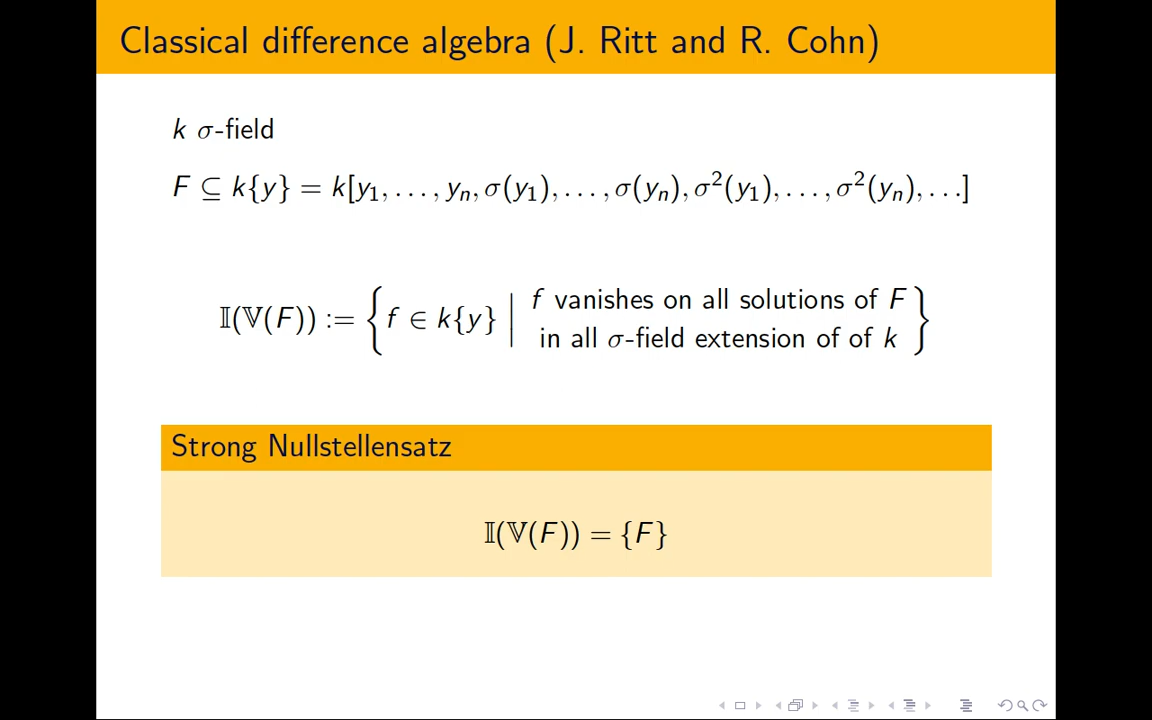 Classical difference algebra (J. Ritt and R. Cohn)
k σ-field
F ⊆ k{y} = k[y₁, . . . , yₙ, σ(y₁), . . . , σ(yₙ), σ²(y₁), . . . , σ²(yₙ), . . .]
𝕀(𝕍(F)) := { f ∈ k{y} | f vanishes on all solutions of F
in all σ-field extension of of k }
Strong Nullstellensatz
𝕀(𝕍(F)) = {F}